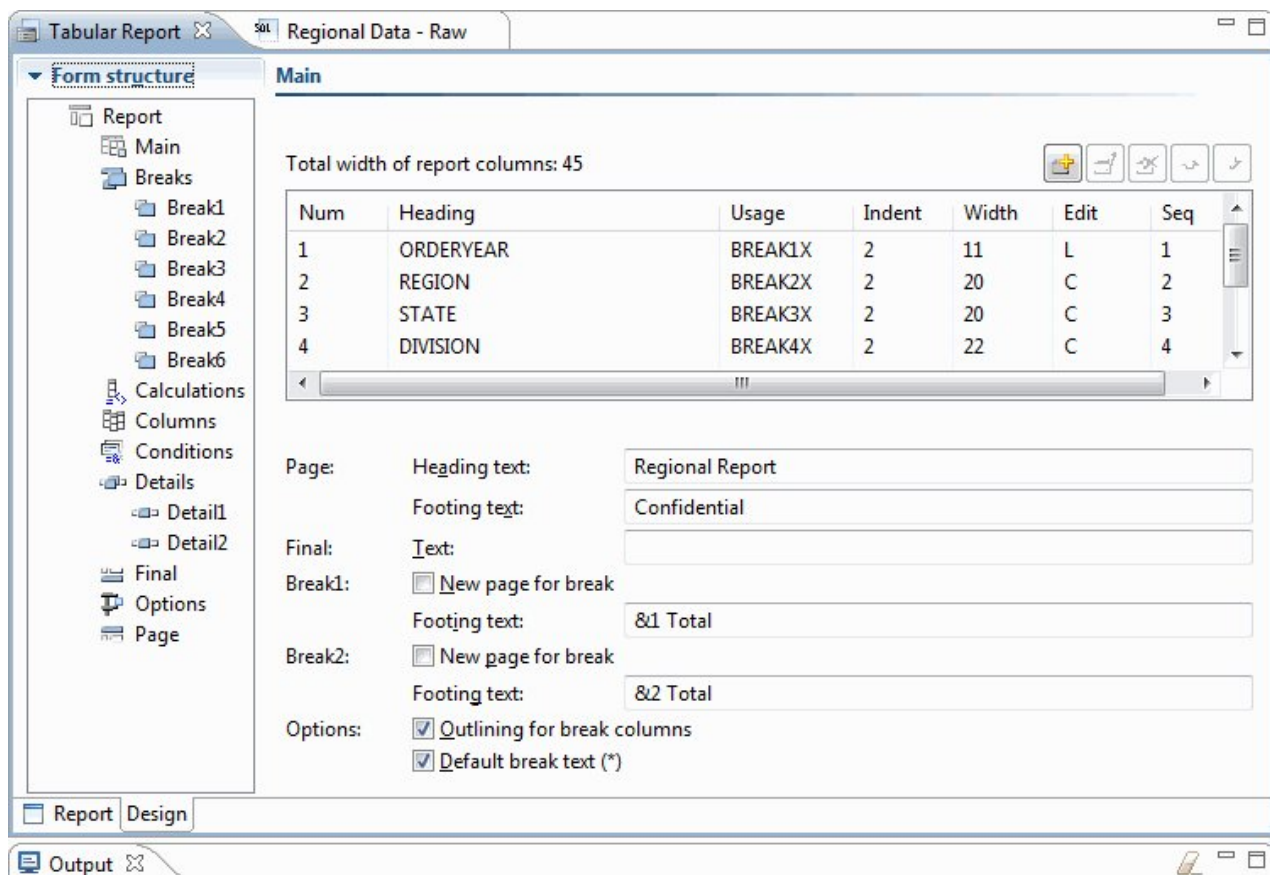 Tabular Report
SQL Regional Data - Raw
Form structure
Main
Report
Main
Breaks
Break1
Break2
Break3
Break4
Break5
Break6
Calculations
Columns
Conditions
Details
Detail1
Detail2
Final
Options
Page
Total width of report columns: 45
Num Heading Usage Indent Width Edit Seq
1 ORDERYEAR BREAK1X 2 11 L 1
2 REGION BREAK2X 2 20 C 2
3 STATE BREAK3X 2 20 C 3
4 DIVISION BREAK4X 2 22 C 4
Page: Heading text: Regional Report
Footing text: Confidential
Final: Text:
Break1: New page for break
Footing text: &1 Total
Break2: New page for break
Footing text: &2 Total
Options: Outlining for break columns
Default break text (*)
Report Design
Output